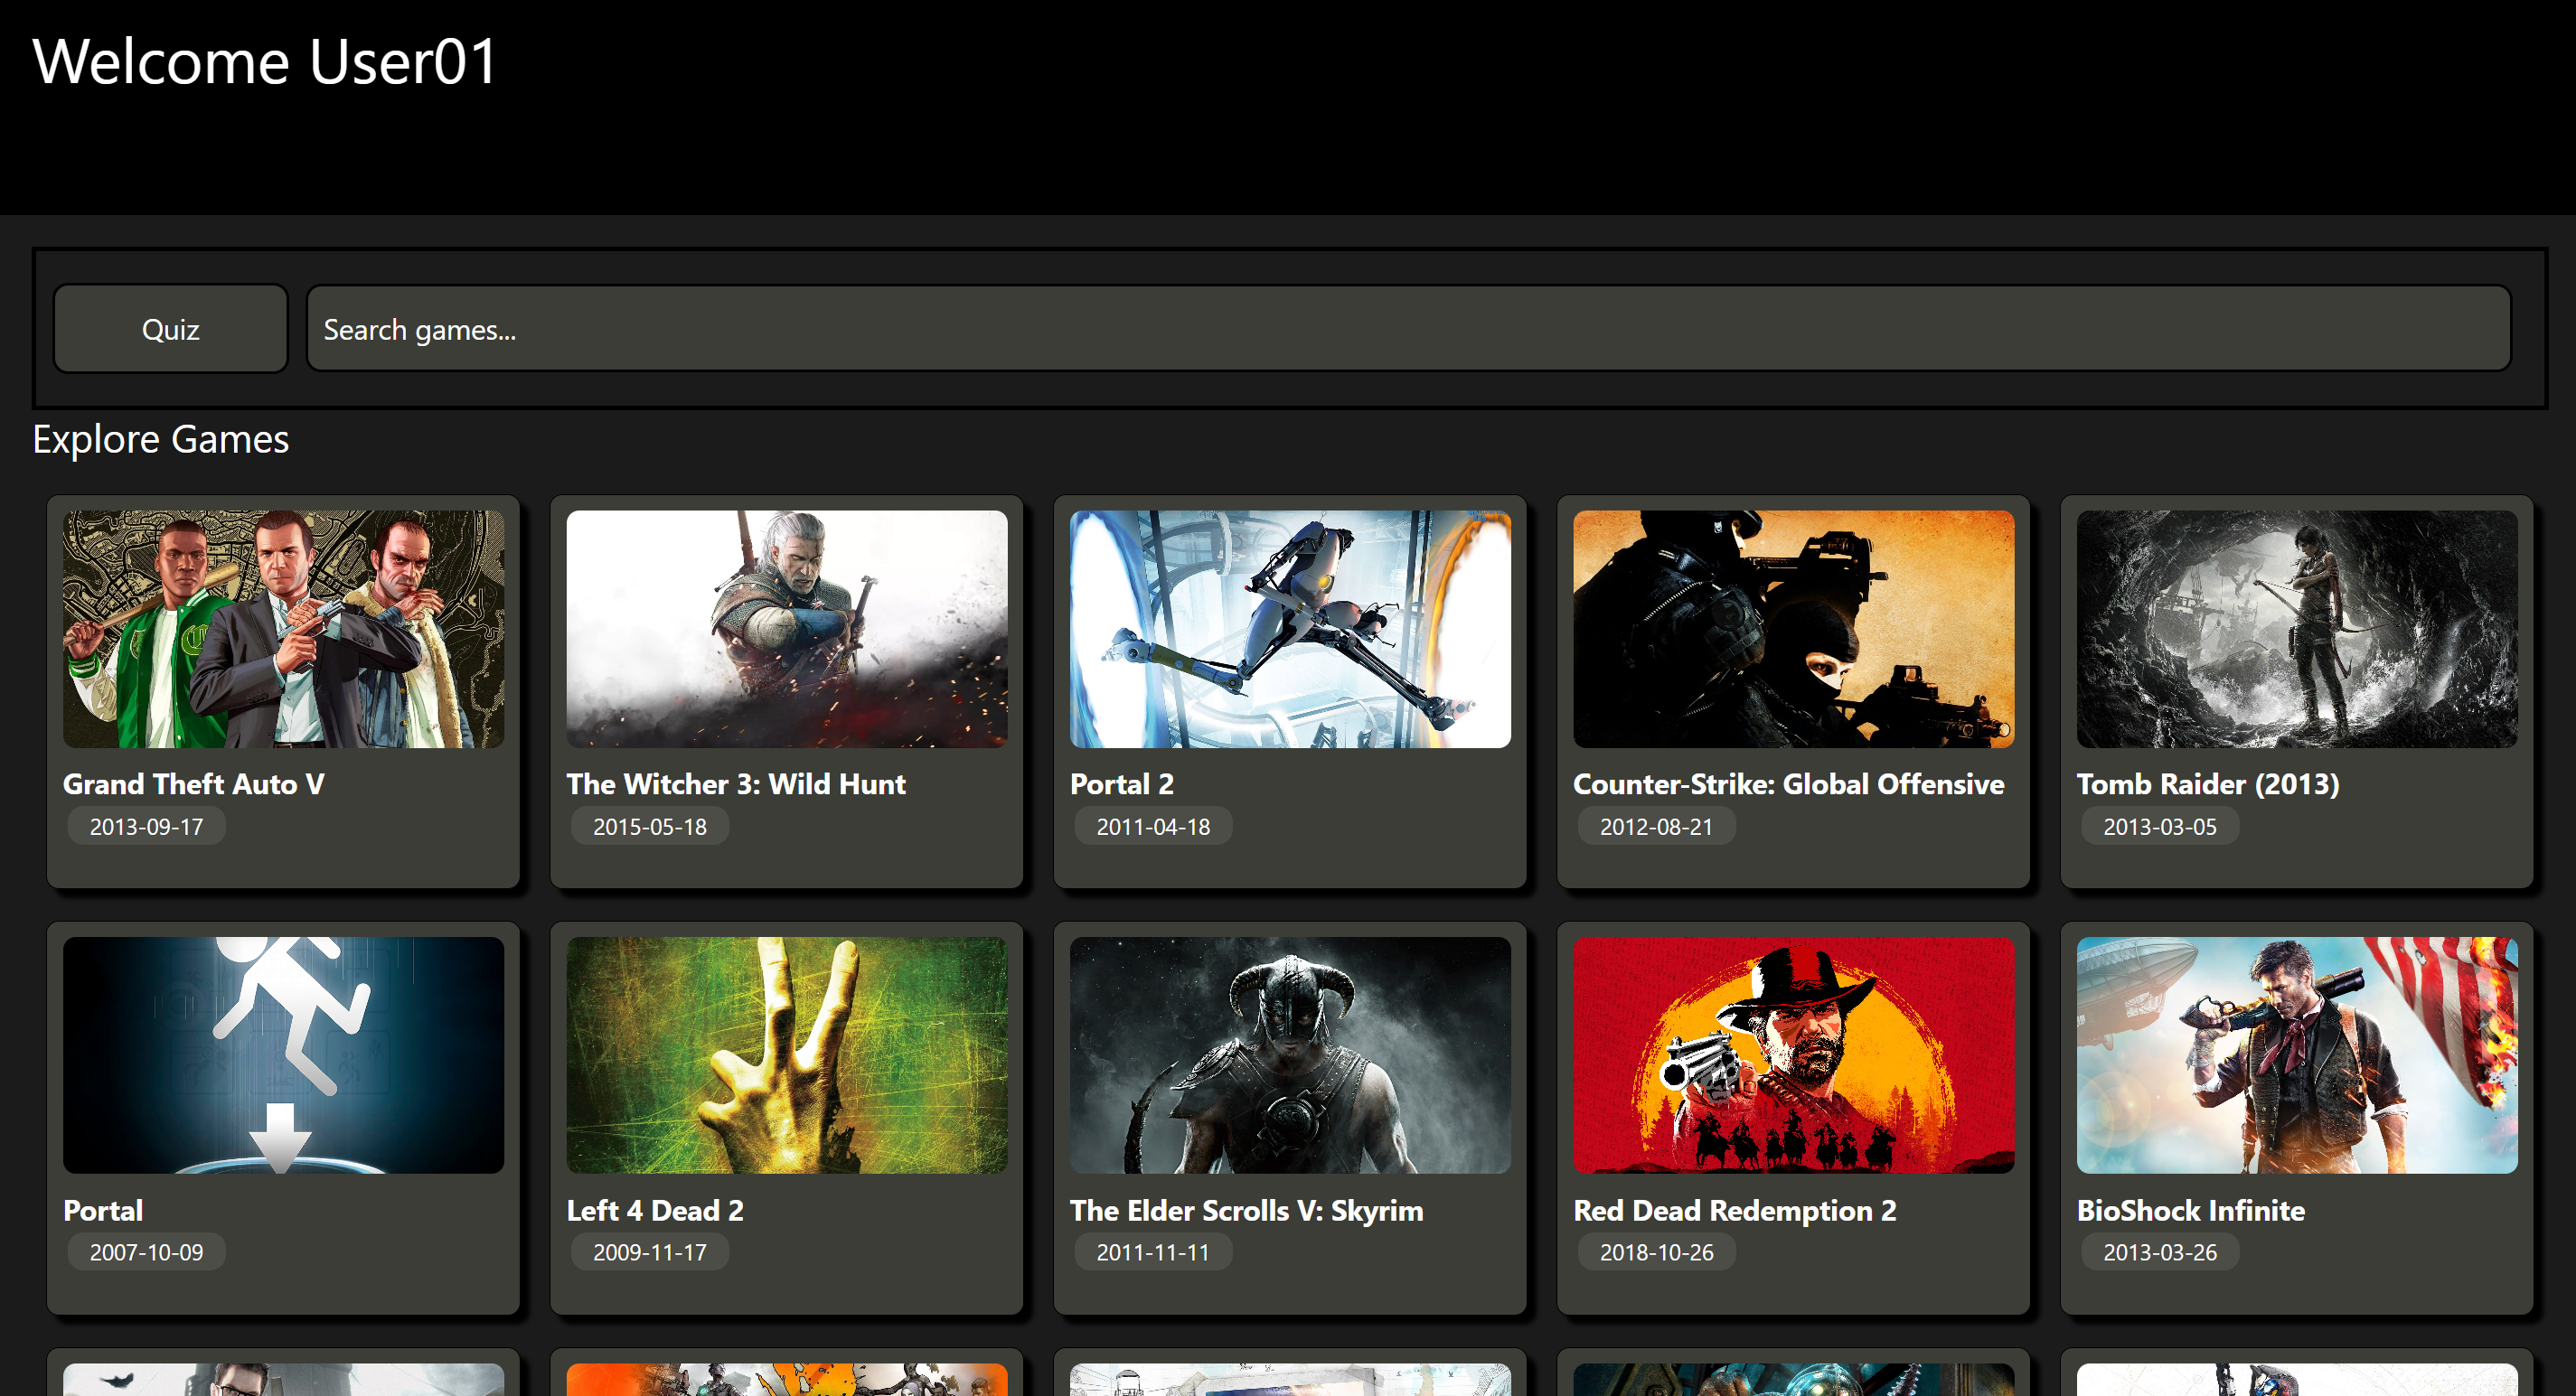 Welcome User01
Quiz
Search games...
Explore Games
Grand Theft Auto V
2013-09-17
The Witcher 3: Wild Hunt
2015-05-18
Portal 2
2011-04-18
Counter-Strike: Global Offensive
2012-08-21
Tomb Raider (2013)
2013-03-05
Portal
2007-10-09
Left 4 Dead 2
2009-11-17
The Elder Scrolls V: Skyrim
2011-11-11
Red Dead Redemption 2
2018-10-26
BioShock Infinite
2013-03-26